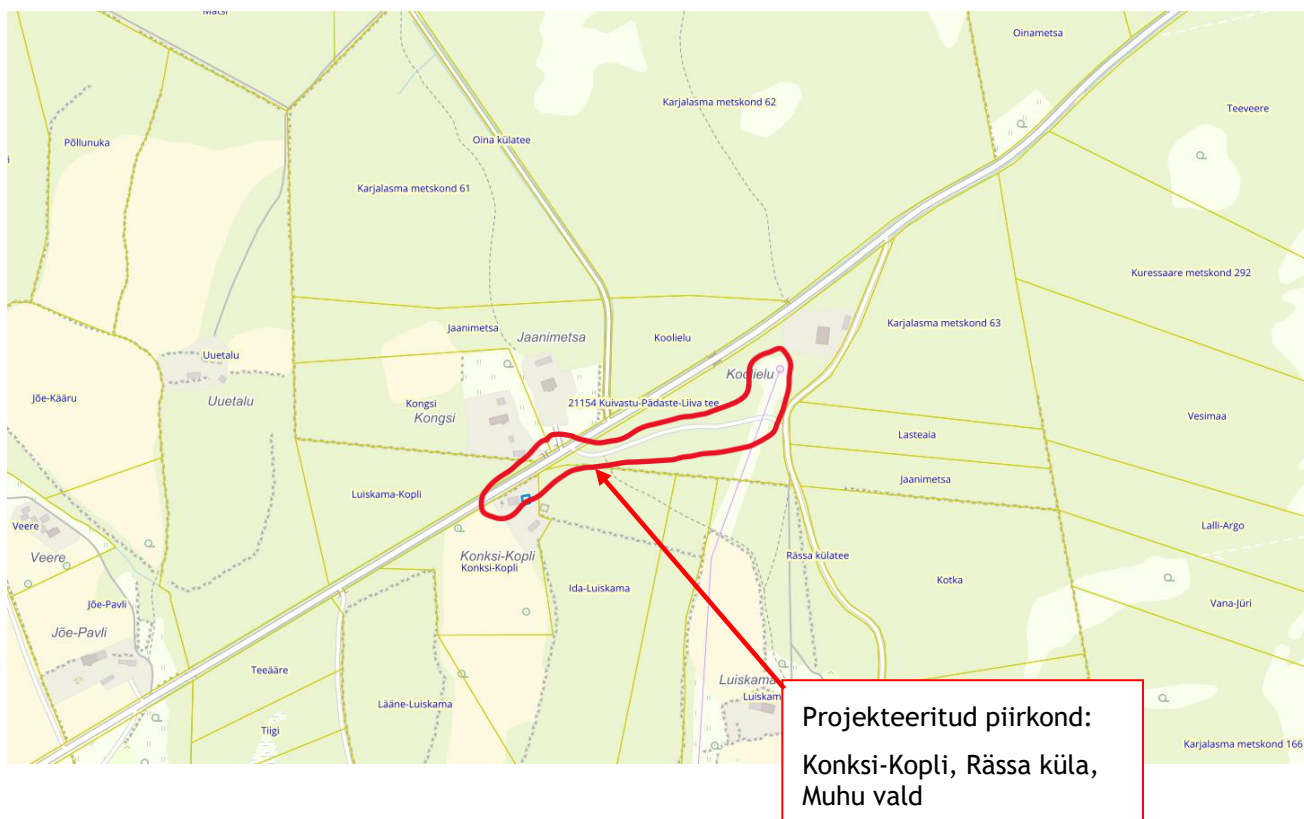 Matsi
Oinametsa
Karjalasma metskond 62
Teeveere
Põllunuka
Oina külatee
Karjalasma metskond 61
Kuressaare metskond 292
Jaanimetsa
Jaanimetsa
Koolielu
Karjalasma metskond 63
Uuetalu
Koolielu
Jõe-Kääru
Uuetalu
Kongsi
Kongsi
21154 Kuivastu-Pädaste-Liiva tee
Vesimaa
Lasteaia
Jaanimetsa
Luiskama-Kopli
Veere
Lalli-Argo
Veere
Konksi-Kopli
Konksi-Kopli
Rässa külatee
Ida-Luiskama
Kotka
Jõe-Pavli
Vana-Jüri
Jõe-Pavli
Teeääre
Luiskama
Lääne-Luiskama
Luiskam
Tiigi
Karjalasma metskond 166
Projekteeritud piirkond:
Konksi-Kopli, Rässa küla,
Muhu vald